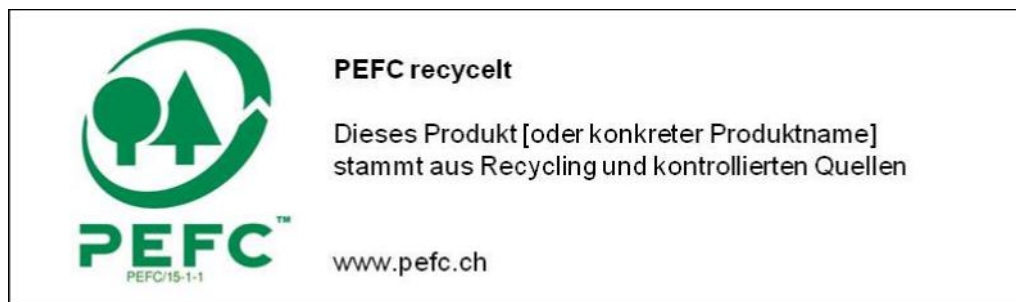 PEFC recycelt
Dieses Produkt [oder konkreter Produktname]
stammt aus Recycling und kontrollierten Quellen
www.pefc.ch
PEFC™
PEFC/15-1-1